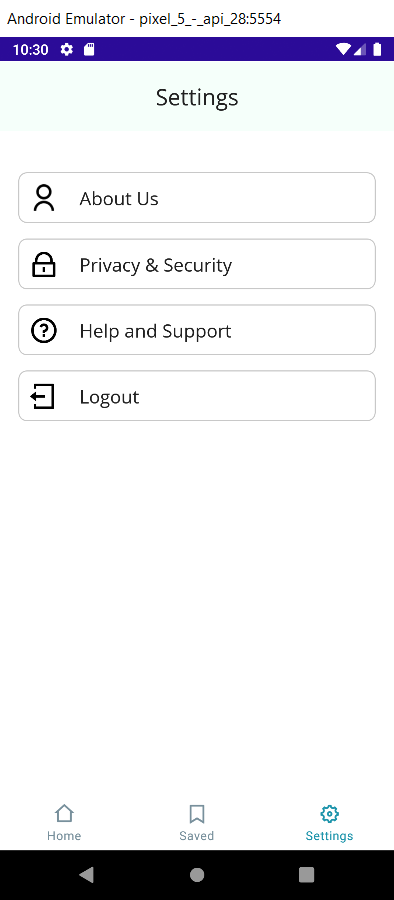 Android Emulator - pixel_5_-_api_28:5554
10:30
Settings
About Us
Privacy & Security
Help and Support
Logout
Home
Saved
Settings